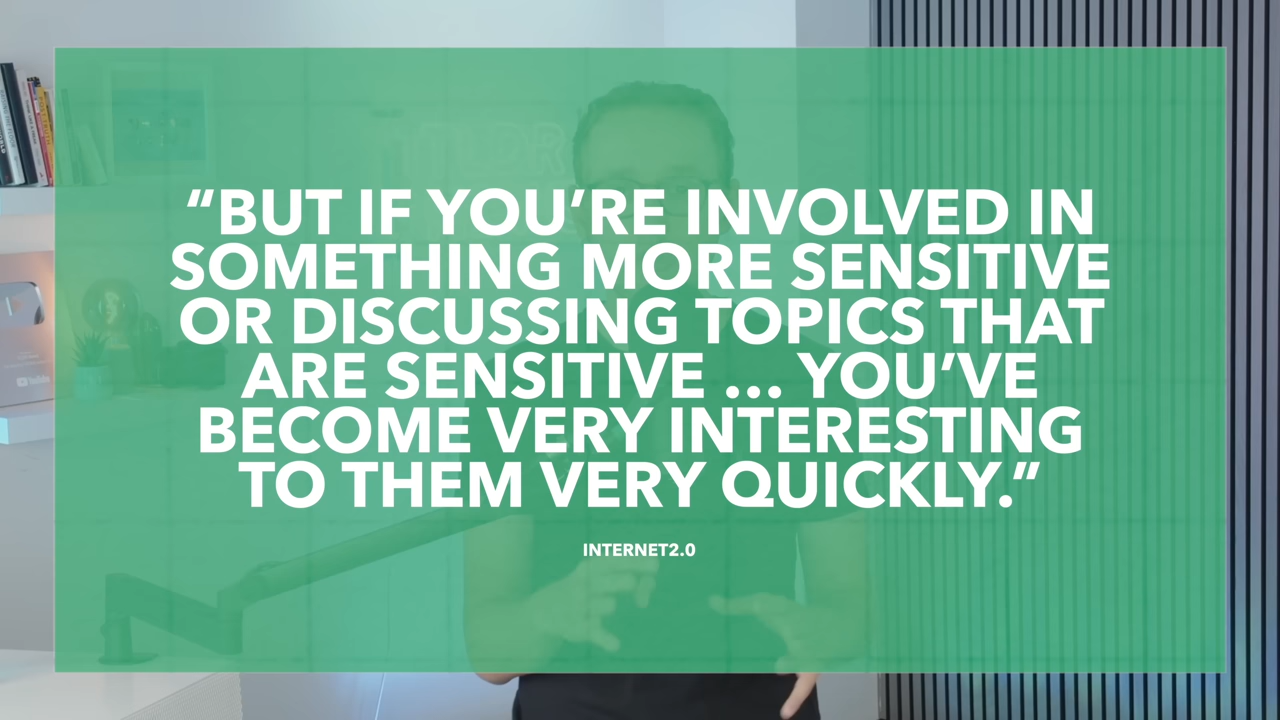 “BUT IF YOU’RE INVOLVED IN
SOMETHING MORE SENSITIVE
OR DISCUSSING TOPICS THAT
ARE SENSITIVE ... YOU’VE
BECOME VERY INTERESTING
TO THEM VERY QUICKLY.”
INTERNET2.0
YouTube